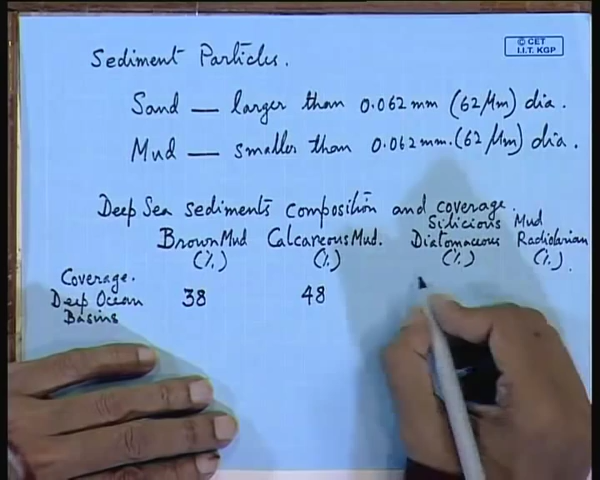 © CET
I.I.T. KGP
Sediment Particles.
Sand — larger than 0.062 mm (62 μm) dia.
Mud — smaller than 0.062 mm. (62 μm) dia.
Deep Sea sediments composition and coverage.
Silicious Mud
Brown Mud Calcareous Mud. Diatomaceous Radiolarian
(%) (%) (%) (%).
Coverage.
Deep Ocean 38 48
Basins